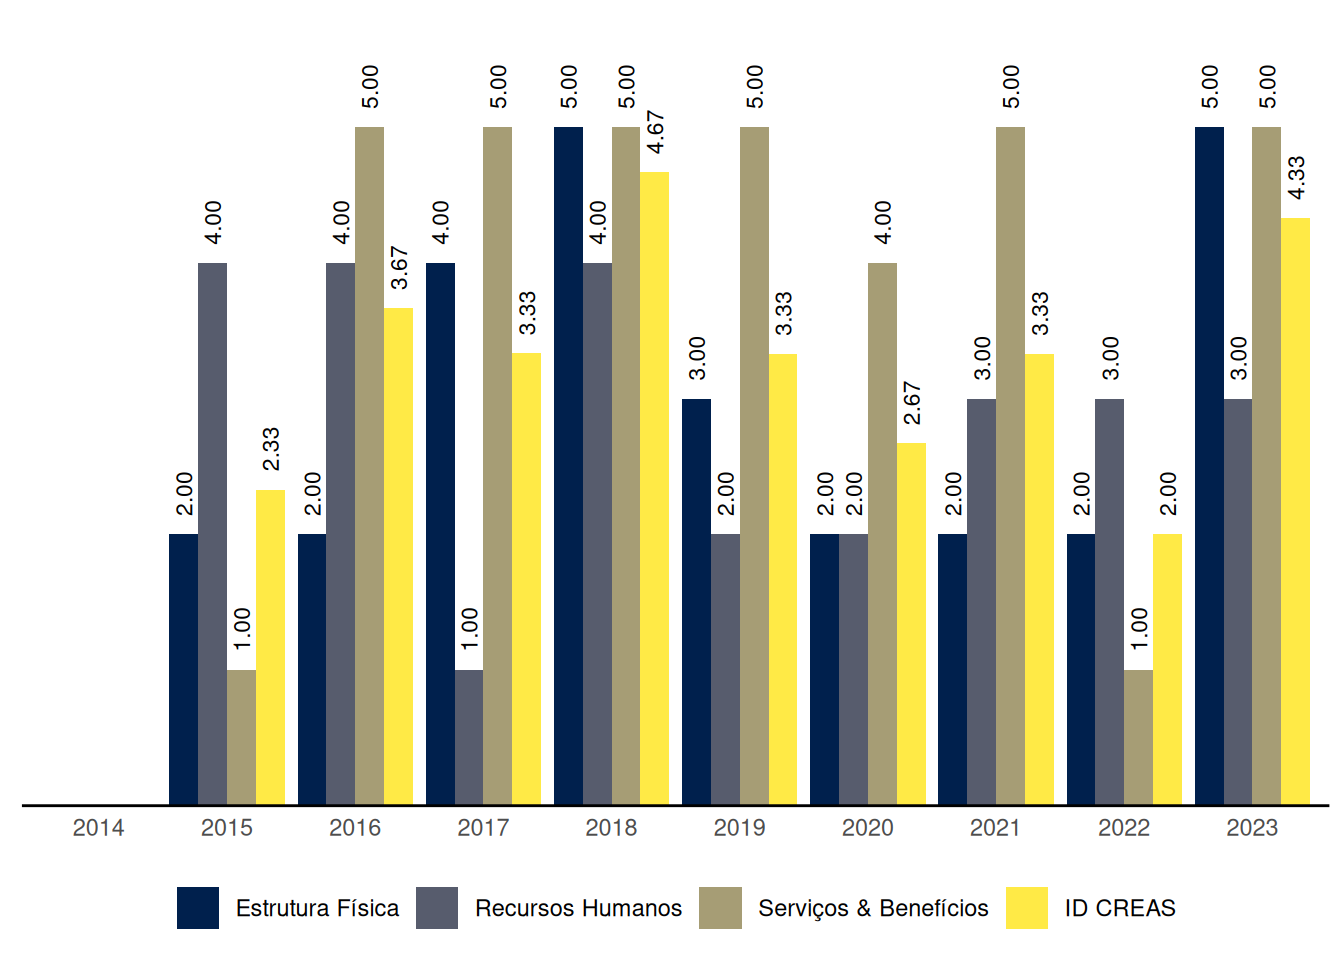 2.00 4.00 1.00 2.33
2.00 4.00 5.00 3.67
4.00 1.00 5.00 3.33
5.00 4.00 5.00 4.67
3.00 2.00 5.00 3.33
2.00 2.00 4.00 2.67
2.00 3.00 5.00 3.33
2.00 3.00 1.00 2.00
5.00 3.00 5.00 4.33
2014 2015 2016 2017 2018 2019 2020 2021 2022 2023
Estrutura Física Recursos Humanos Serviços & Benefícios ID CREAS